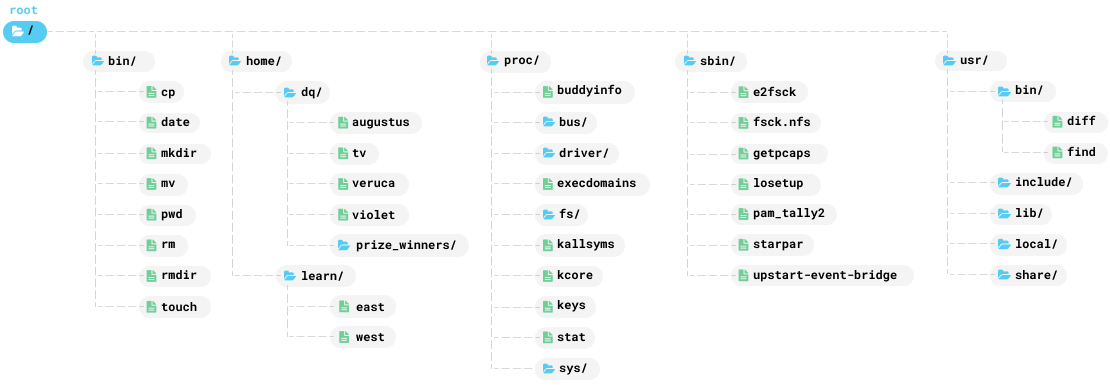 root
/
bin/
cp
date
mkdir
mv
pwd
rm
rmdir
touch
home/
dq/
augustus
tv
veruca
violet
prize_winners/
learn/
east
west
proc/
buddyinfo
bus/
driver/
execdomains
fs/
kallsyms
kcore
keys
stat
sys/
sbin/
e2fsck
fsck.nfs
getpcaps
losetup
pam_tally2
starpar
upstart-event-bridge
usr/
bin/
diff
find
include/
lib/
local/
share/